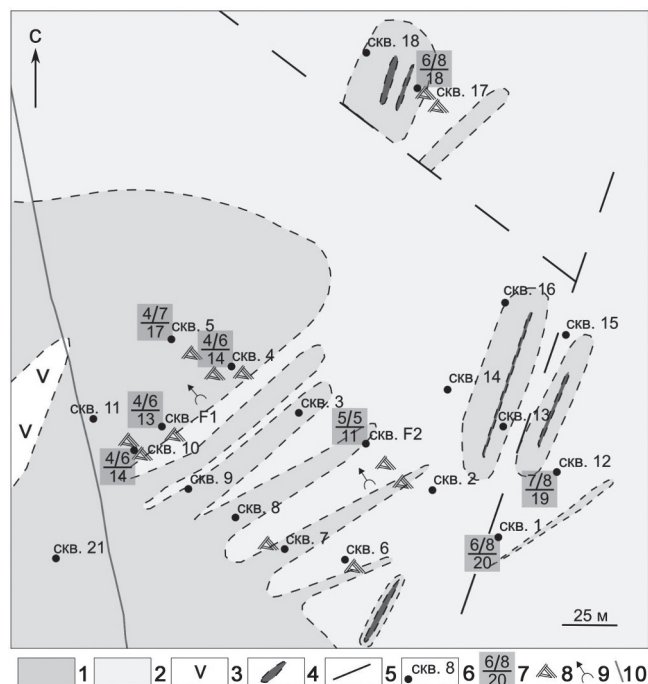 С
скв. 18
6/8
18
скв. 17
скв. 16
4/7
17
скв. 5
скв. 15
4/6
14
скв. 4
v
скв. 14
скв. 3
4/6
13
скв. 11
скв. F1
5/5
11
скв. 13
v
скв. F2
скв. 10
4/6
14
скв. 12
скв. 9
скв. 2
7/8
19
скв. 8
скв. 1
скв. 7
6/8
20
скв. 21
скв. 6
25 м
1 2 v 3 4 5 скв. 8 6 6/8 7 8 9 \10
20